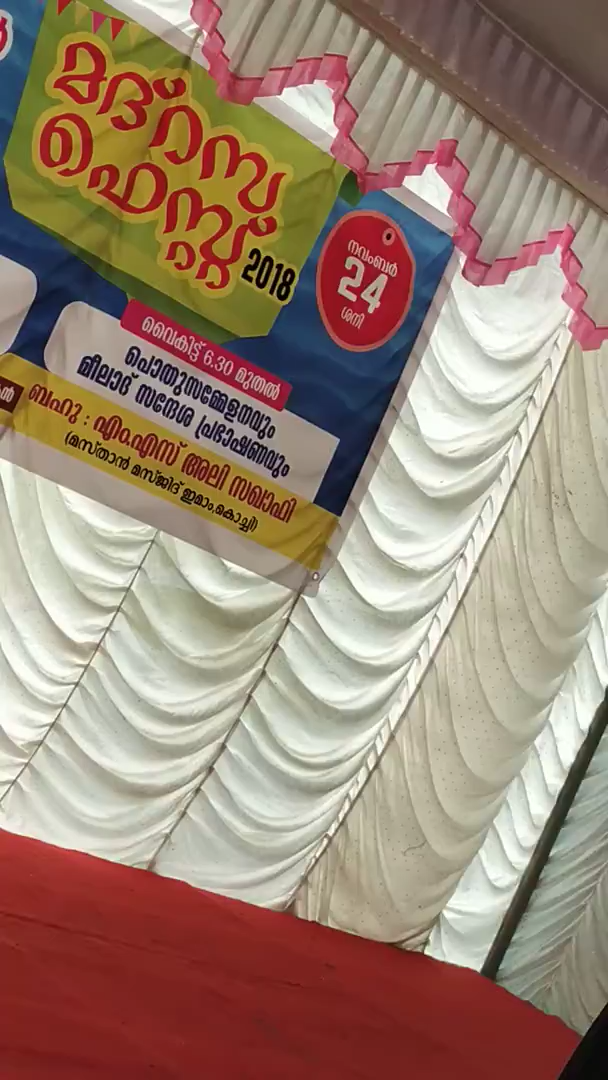 മദ്റസ
ഫെസ്റ്റ്
2018
നവംബർ
24
ശനി
വൈകിട്ട് 6.30 മുതൽ
പൊതുസമ്മേളനവും
മീലാദ് സന്ദേശ പ്രഭാഷണവും
ബഹു : എം.എസ് അലി സഖാഫി
(മസ്താൻ മസ്ജിദ് ഇമാം,കൊച്ചി)